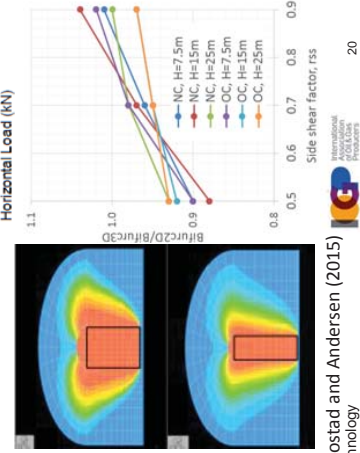 Horizontal Load (kN)
1.1
1.0
0.9
0.8
Bifurc2D/Bifurc3D
0.5
0.6
0.7
0.8
0.9
Side shear factor, rss
NC, H=7.5m
NC, H=15m
NC, H=25m
OC, H=7.5m
OC, H=15m
OC, H=25m
ostad and Andersen (2015)
hnology
International
Association
of Oil & Gas
Producers
20